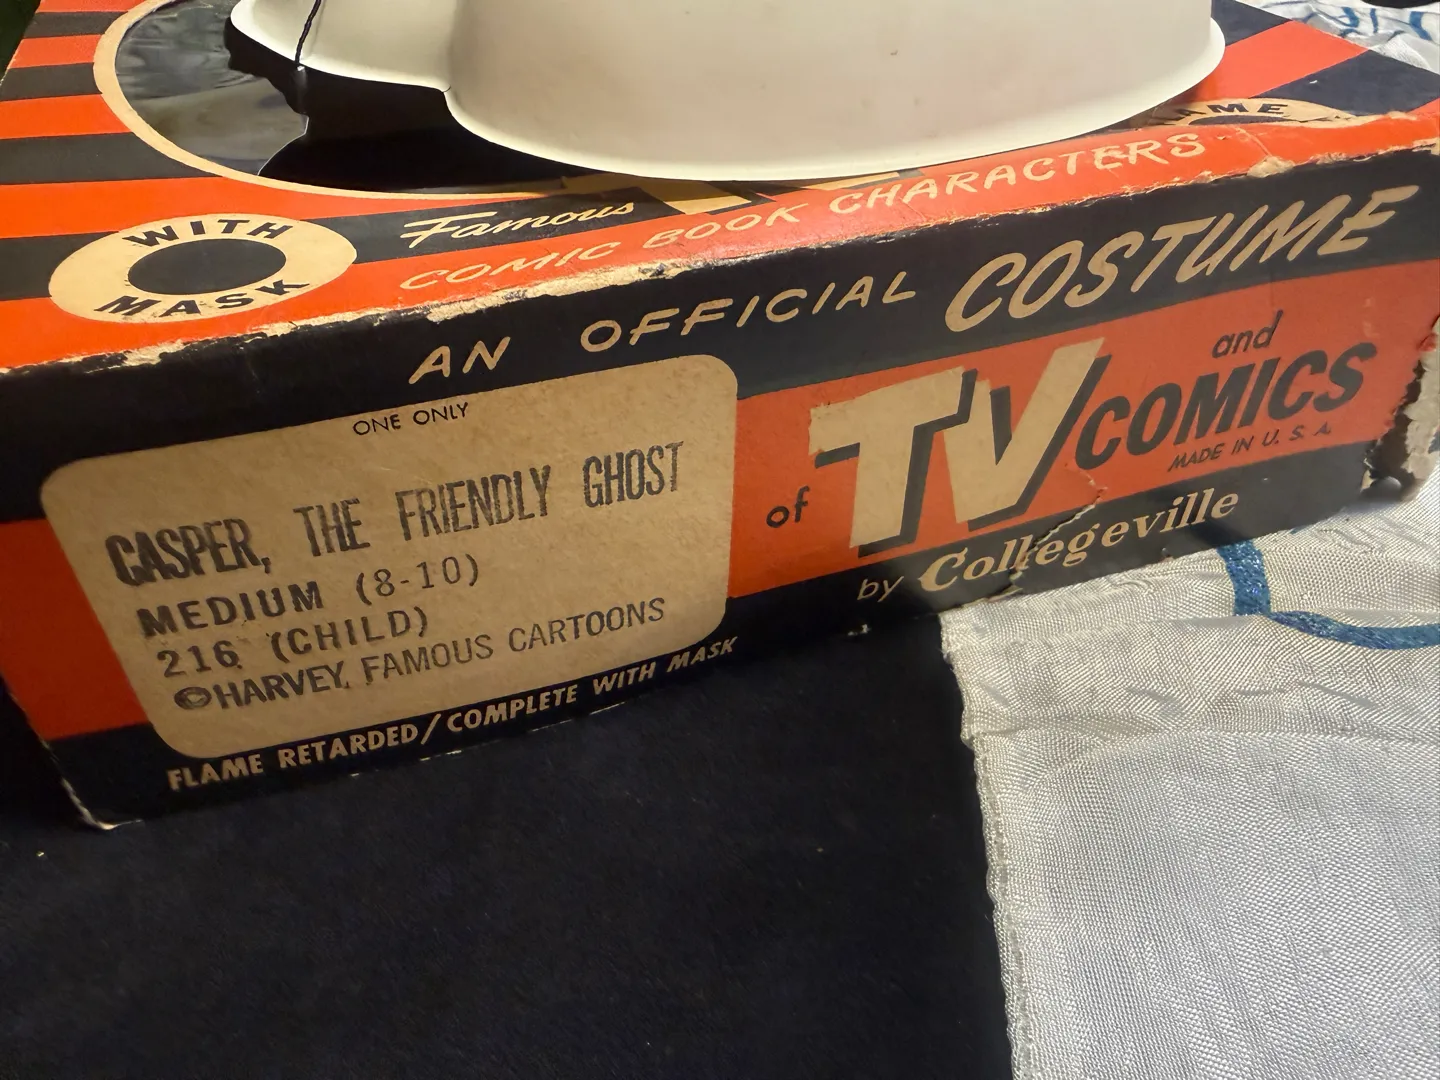 WITH
MASK
Famous
COMIC BOOK CHARACTERS
AN OFFICIAL COSTUME
of TV and COMICS
MADE IN U. S. A.
by Collegeville
ONE ONLY
CASPER, THE FRIENDLY GHOST
MEDIUM (8-10)
216 (CHILD)
©HARVEY, FAMOUS CARTOONS
FLAME RETARDED/COMPLETE WITH MASK